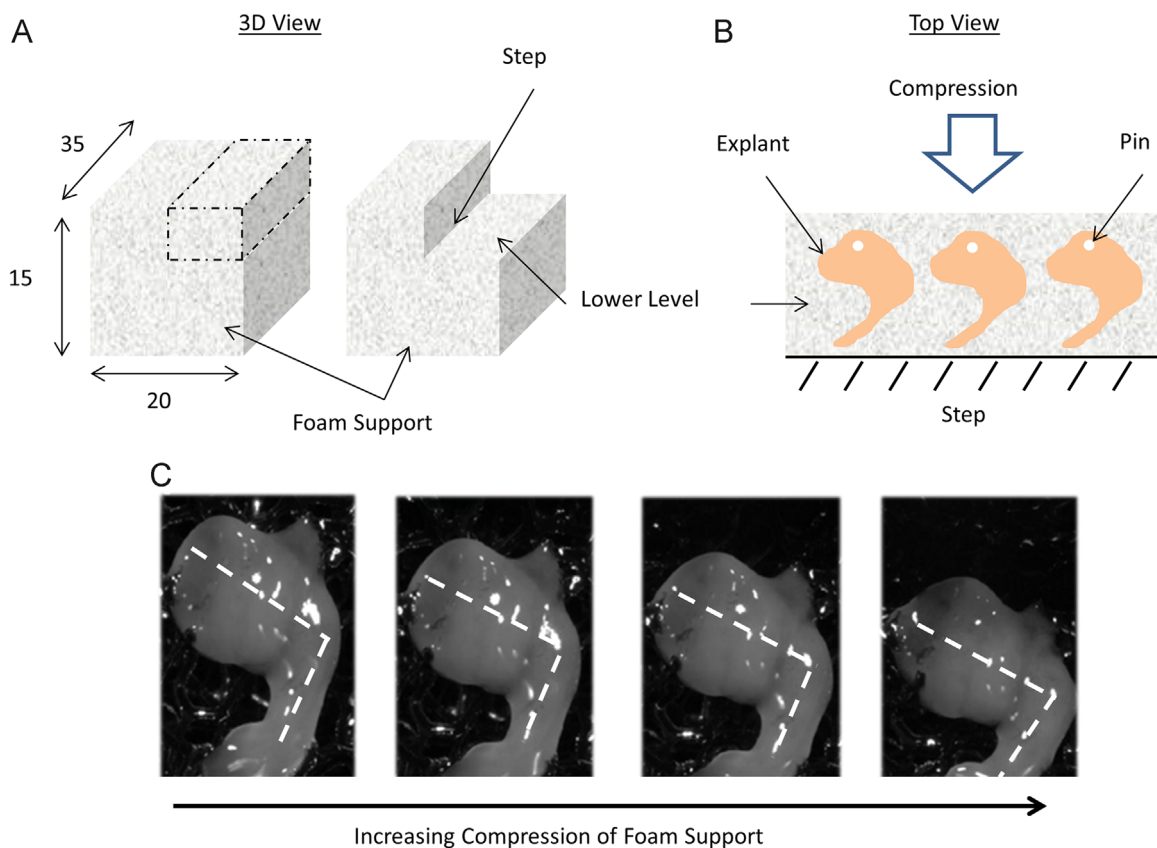 A
3D View
Step
35
15
20
Lower Level
Foam Support
B
Top View
Compression
Explant
Pin
Step
C
Increasing Compression of Foam Support